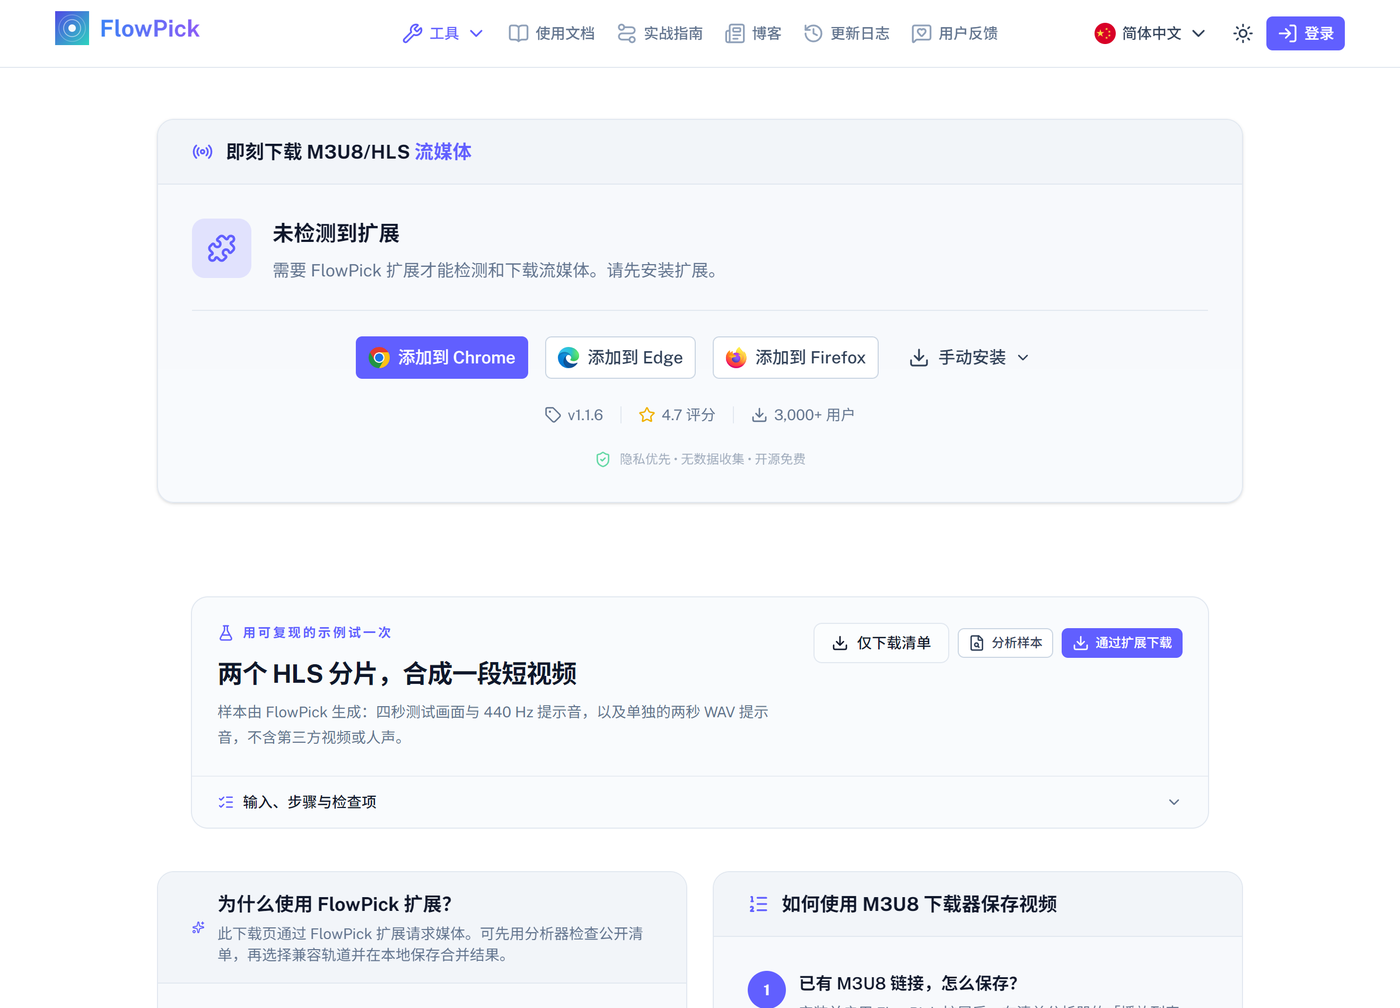 FlowPick
工具
使用文档
实战指南
博客
更新日志
用户反馈
简体中文
登录
即刻下载 M3U8/HLS 流媒体
未检测到扩展
需要 FlowPick 扩展才能检测和下载流媒体。请先安装扩展。
添加到 Chrome
添加到 Edge
添加到 Firefox
手动安装
v1.1.6
4.7 评分
3,000+ 用户
隐私优先 • 无数据收集 • 开源免费
用可复现的示例试一次
两个 HLS 分片，合成一段短视频
样本由 FlowPick 生成：四秒测试画面与 440 Hz 提示音，以及单独的两秒 WAV 提示
音，不含第三方视频或人声。
仅下载清单
分析样本
通过扩展下载
输入、步骤与检查项
为什么使用 FlowPick 扩展？
此下载页通过 FlowPick 扩展请求媒体。可先用分析器检查公开清
单，再选择兼容轨道并在本地保存合并结果。
如何使用 M3U8 下载器保存视频
1
已有 M3U8 链接，怎么保存？